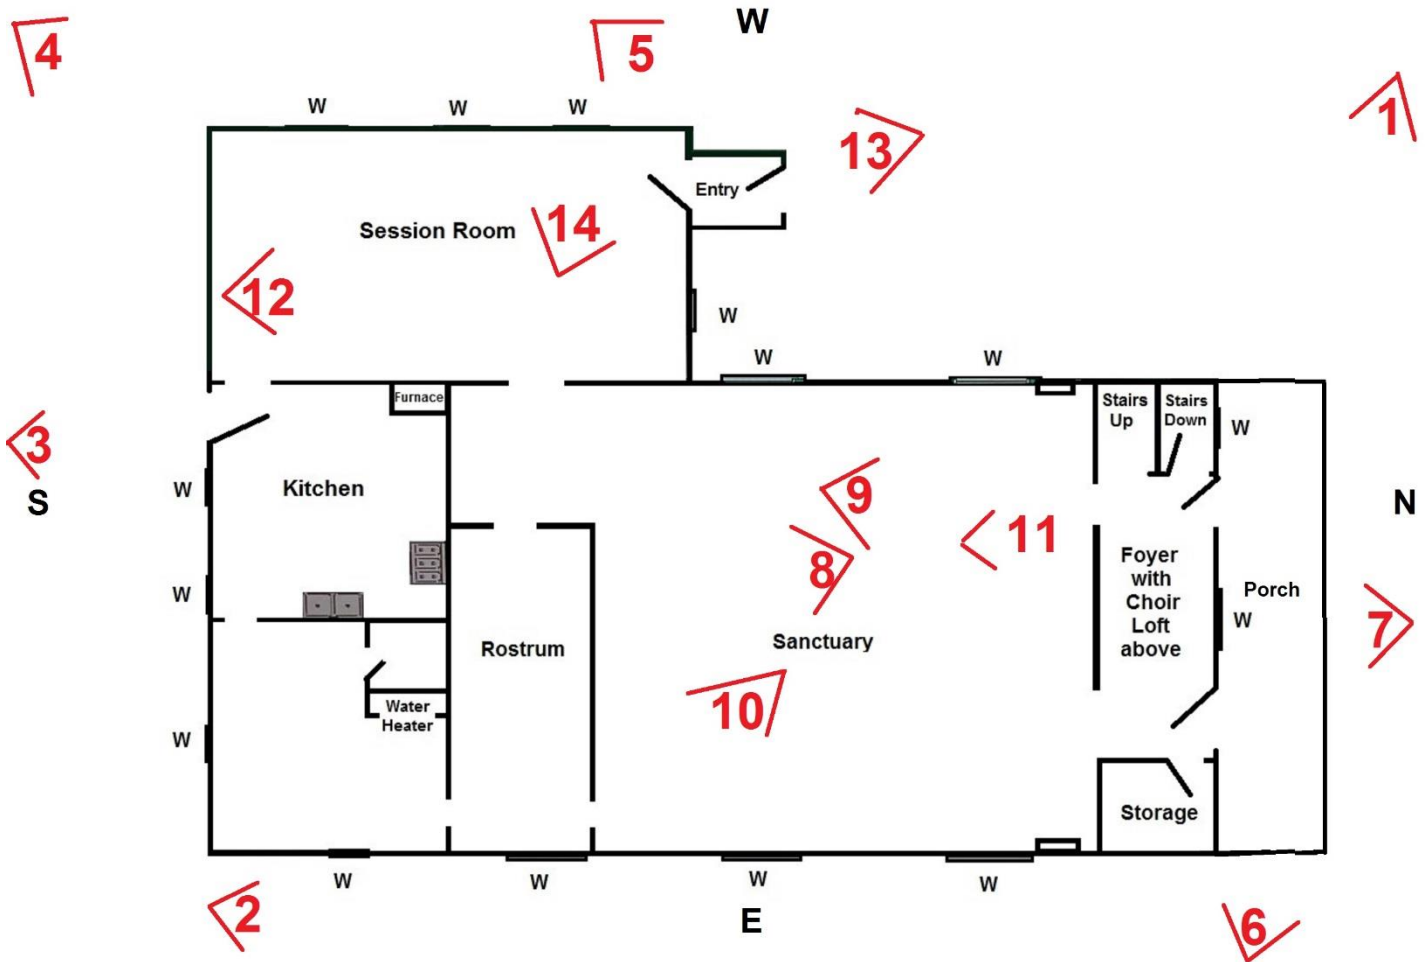 W
4
5
1
W
W
W
13
Entry
Session Room
14
12
W
W
W
Furnace
Stairs
Up
Stairs
Down
W
3
S
W
Kitchen
9
11
N
8
Foyer
with
Choir
Loft
above
W
Porch
W
7
Rostrum
Sanctuary
10
Water
Heater
W
Storage
W
W
W
W
2
E
6